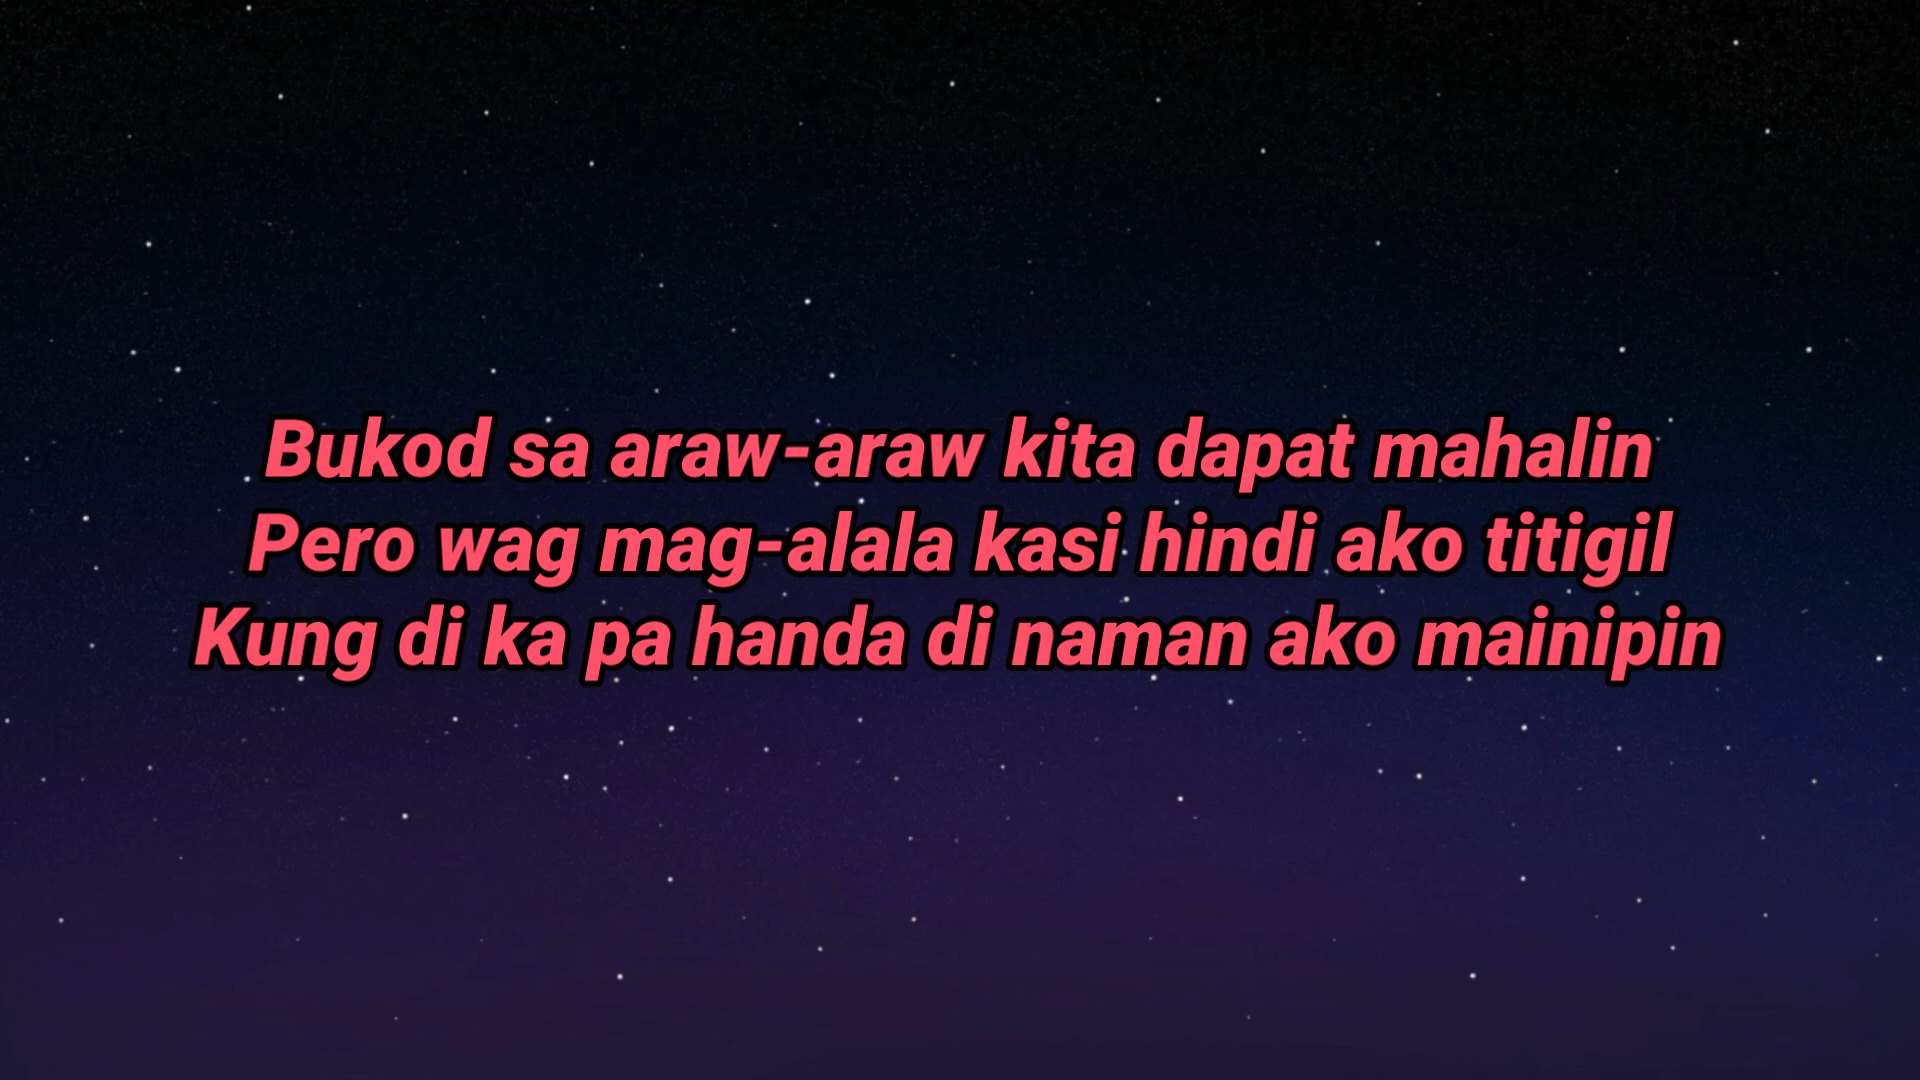 Bukod sa araw-araw kita dapat mahalin
Pero wag mag-alala kasi hindi ako titigil
Kung di ka pa handa di naman ako mainipin